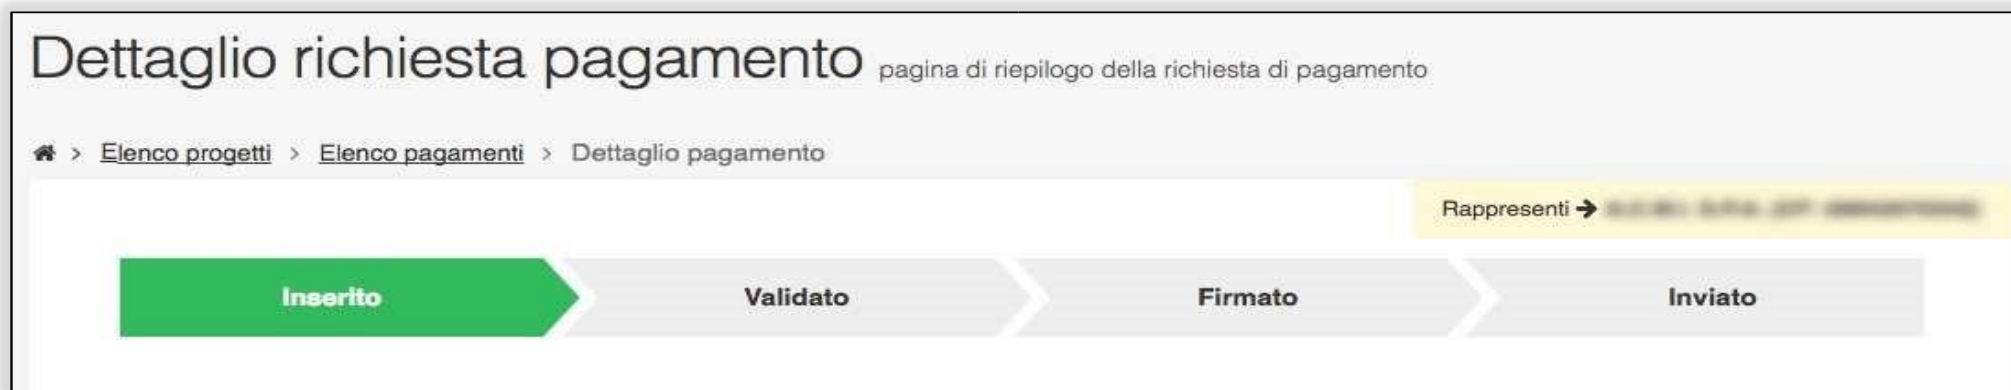 Dettaglio richiesta pagamento pagina di riepilogo della richiesta di pagamento
> Elenco progetti > Elenco pagamenti > Dettaglio pagamento
Rappresenti →
Inserito Validato Firmato Inviato